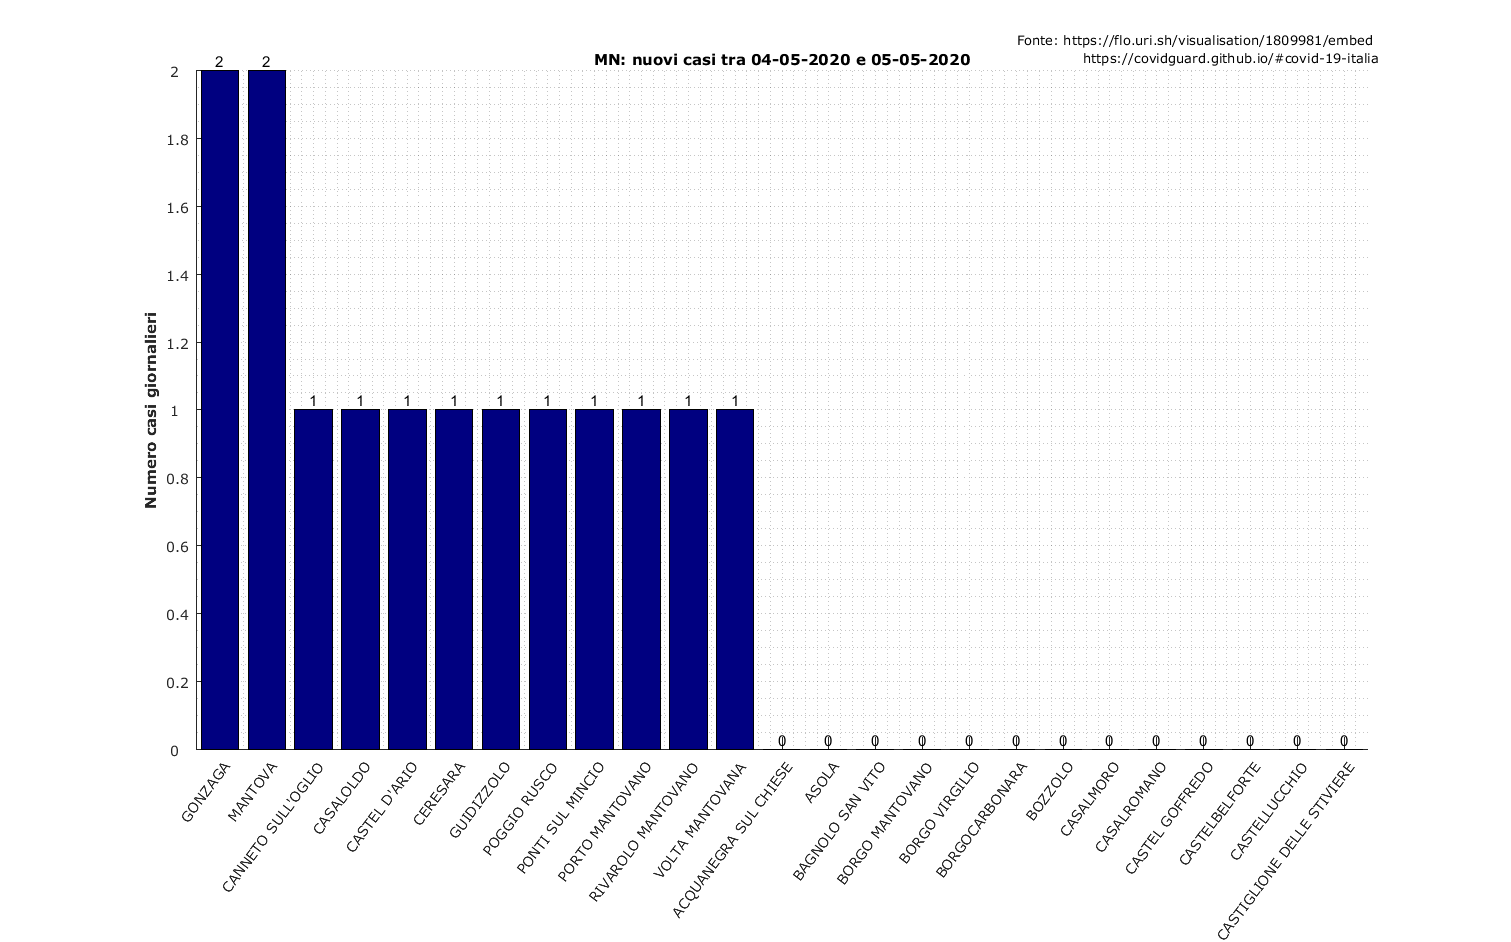 Fonte: https://flo.uri.sh/visualisation/1809981/embed
https://covidguard.github.io/#covid-19-italia
MN: nuovi casi tra 04-05-2020 e 05-05-2020
Numero casi giornalieri
2
1.8
1.6
1.4
1.2
1
0.8
0.6
0.4
0.2
0
2
2
1
1
1
1
1
1
1
1
1
1
0
0
0
0
0
0
0
0
0
0
0
0
0
GONZAGA
MANTOVA
CANNETO SULL'OGLIO
CASALOLDO
CASTEL D'ARIO
CERESARA
GUIDIZZOLO
POGGIO RUSCO
PONTI SUL MINCIO
PORTO MANTOVANO
RIVAROLO MANTOVANO
VOLTA MANTOVANA
ACQUANEGRA SUL CHIESE
ASOLA
BAGNOLO SAN VITO
BORGO MANTOVANO
BORGO VIRGILIO
BORGOCARBONARA
BOZZOLO
CASALMORO
CASALROMANO
CASTEL GOFFREDO
CASTELBELFORTE
CASTELLUCCHIO
CASTIGLIONE DELLE STIVIERE